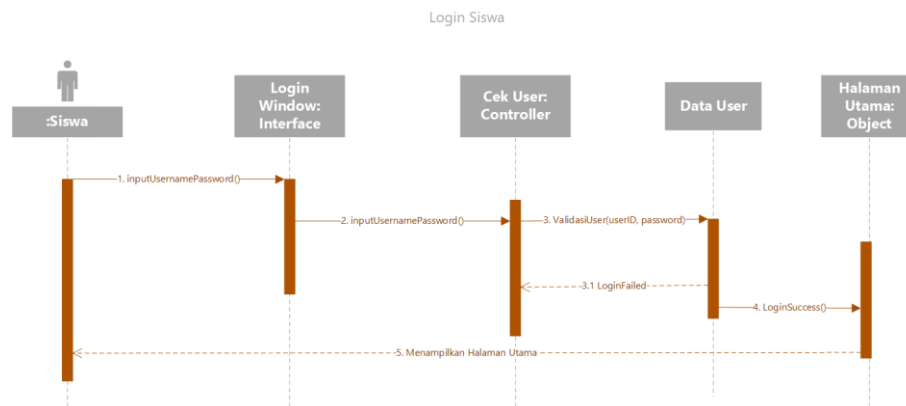 Login Siswa
:Siswa
Login
Window:
Interface
Cek User:
Controller
Data User
Halaman
Utama:
Object
1. inputUsernamePassword()
2. inputUsernamePassword()
3. ValidasiUser(userID, password)
3.1 LoginFailed
4. LoginSuccess()
5. Menampilkan Halaman Utama